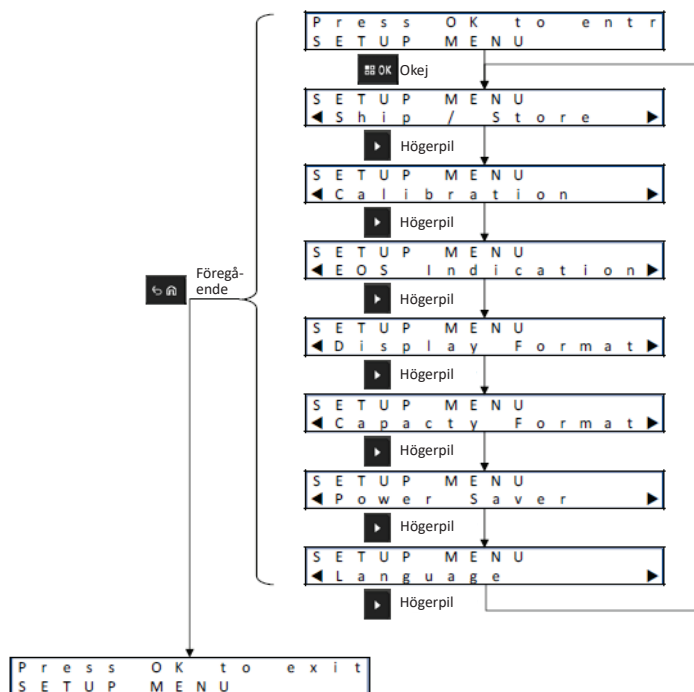 Press OK to entr
SETUP MENU
OK Okej
SETUP MENU
◀Ship / Store ▶
Högerpil
SETUP MENU
◀Calibration ▶
Högerpil
SETUP MENU
◀EOS Indication▶
Högerpil
SETUP MENU
◀Display Format▶
Högerpil
SETUP MENU
◀Capacty Format▶
Högerpil
SETUP MENU
◀Power Saver ▶
Högerpil
SETUP MENU
◀Language ▶
Högerpil
Föregå-
ende
Press OK to exit
SETUP MENU